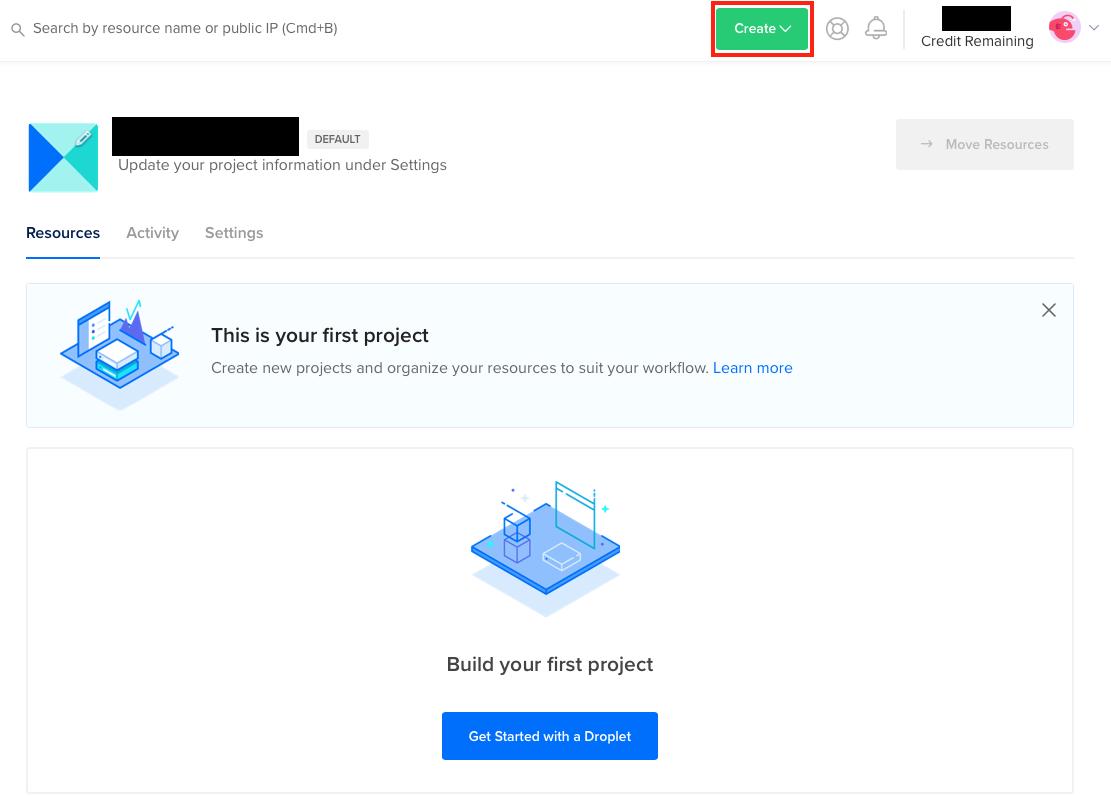 Search by resource name or public IP (Cmd+B)
Create
Credit Remaining
DEFAULT
Update your project information under Settings
Move Resources
Resources
Activity
Settings
This is your first project
Create new projects and organize your resources to suit your workflow. Learn more
Build your first project
Get Started with a Droplet